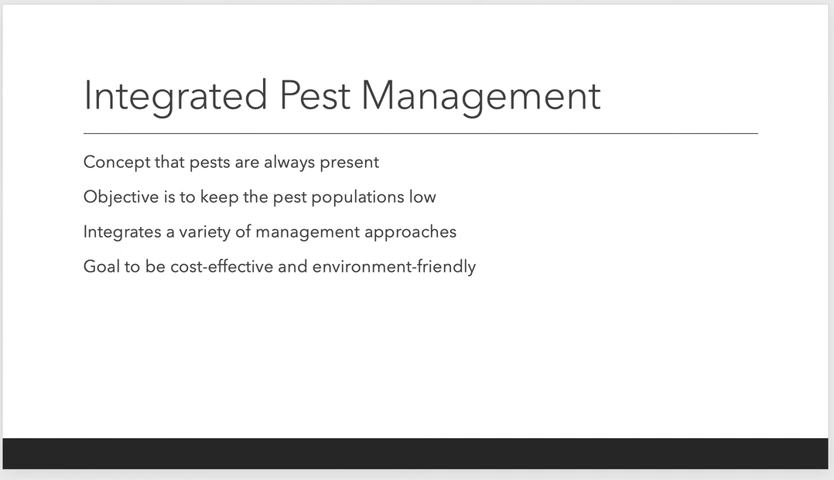 Integrated Pest Management
Concept that pests are always present
Objective is to keep the pest populations low
Integrates a variety of management approaches
Goal to be cost-effective and environment-friendly